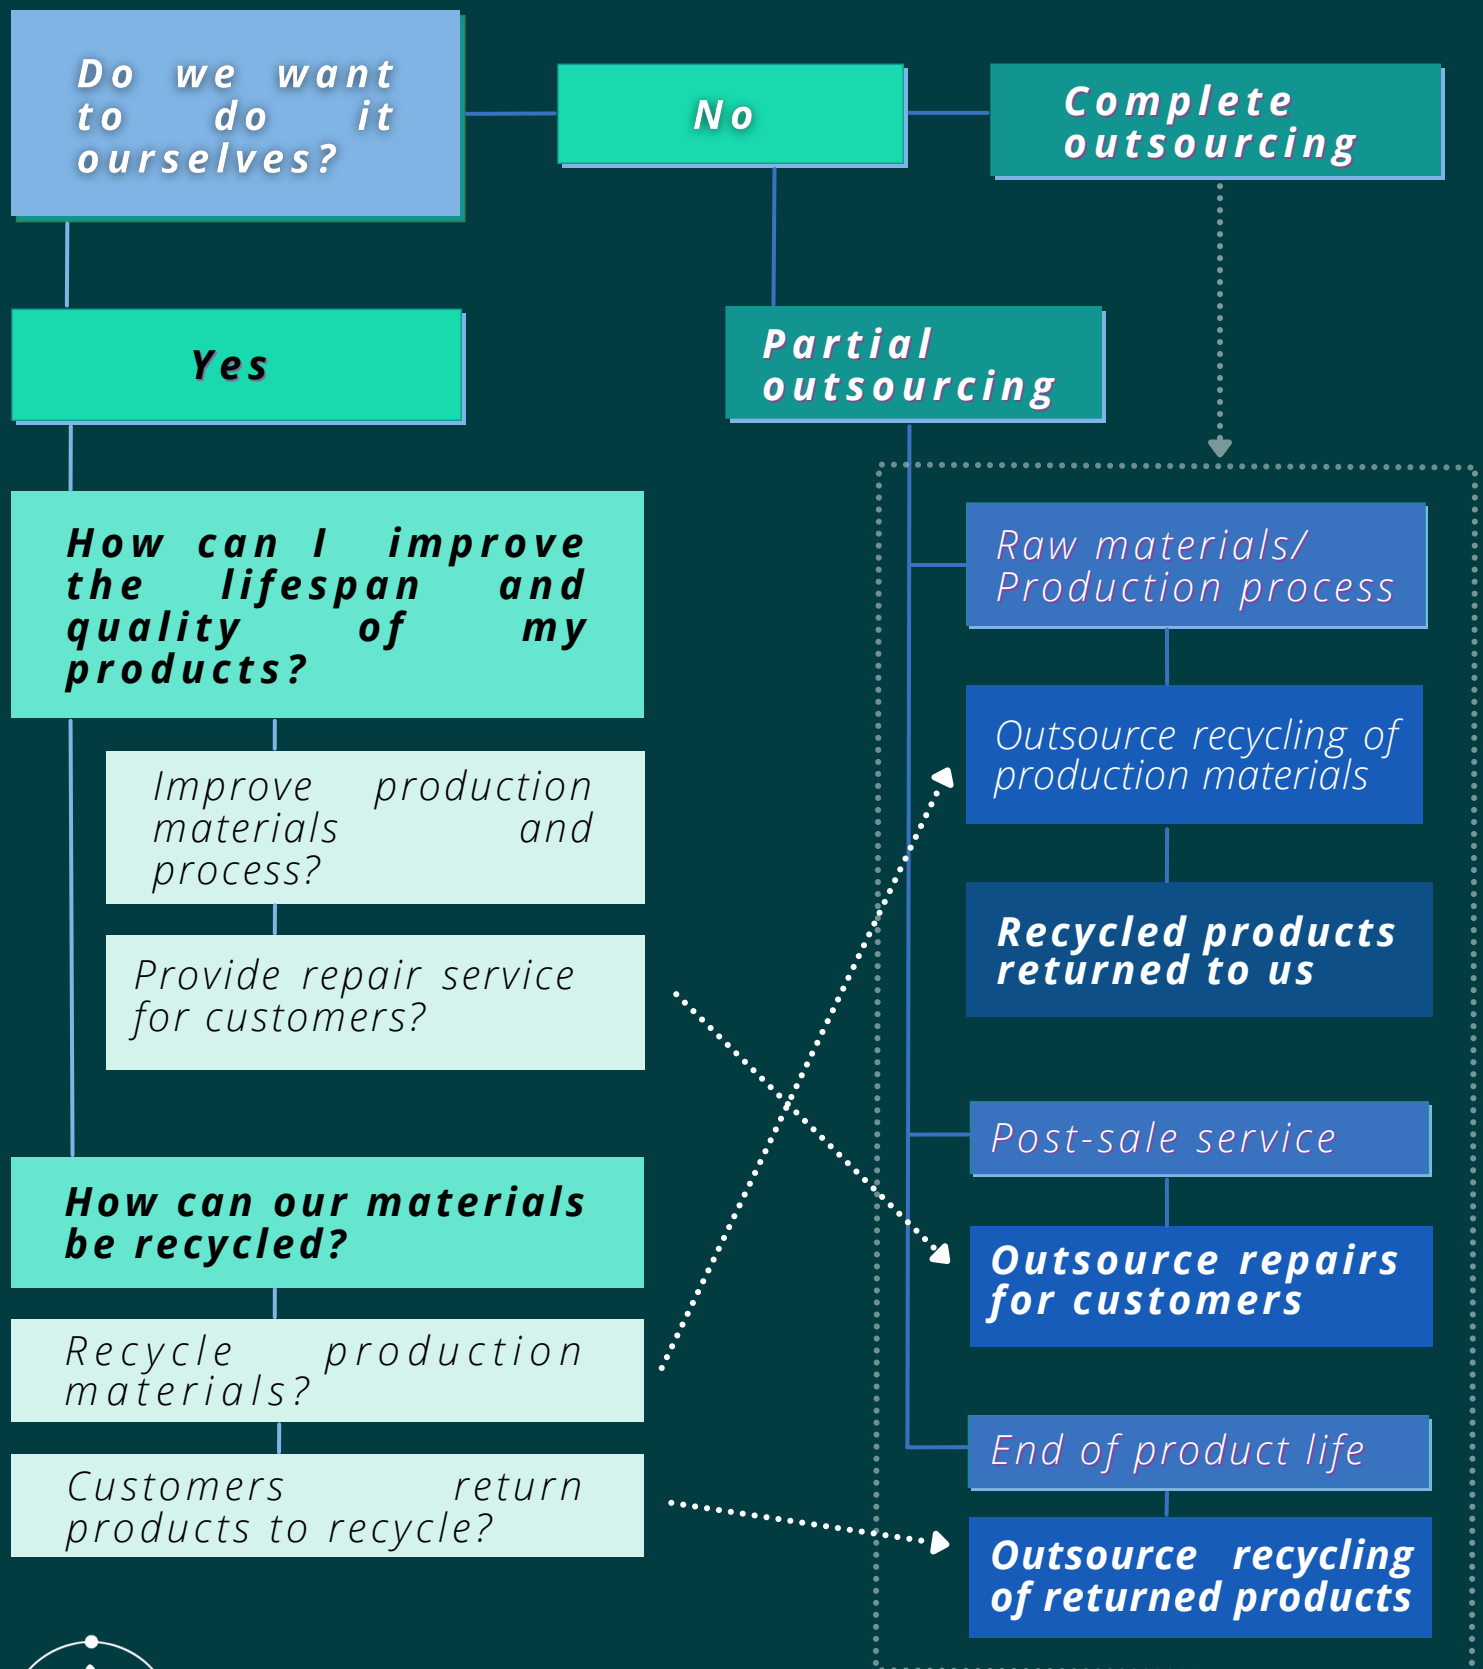 Do we want
to do it
ourselves?
No
Complete
outsourcing
Yes
Partial
outsourcing
How can I improve
the lifespan and
quality of my
products?
Improve production
materials and
process?
Provide repair service
for customers?
How can our materials
be recycled?
Recycle production
materials?
Customers return
products to recycle?
Raw materials/
Production process
Outsource recycling of
production materials
Recycled products
returned to us
Post-sale service
Outsource repairs
for customers
End of product life
Outsource recycling
of returned products